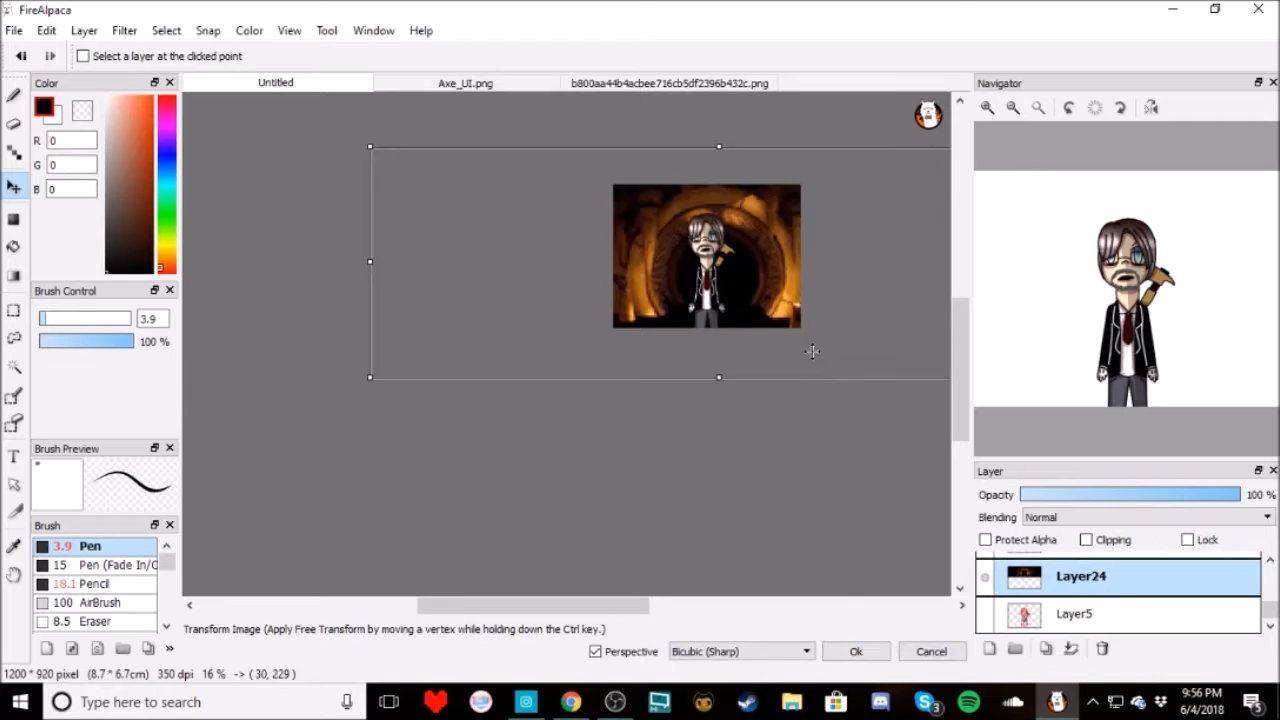 FireAlpaca
File Edit Layer Filter Select Snap Color View Tool Window Help
Select a layer at the clicked point
Color
Untitled Axe_UI.png b800aa44b4acbee716cb5df2396b432c.png
Navigator
R 0
G 0
B 0
Brush Control
3.9
100 %
Brush Preview
Brush
3.9 Pen
15 Pen (Fade In/O
18.1 Pencil
100 AirBrush
8.5 Eraser
Layer
Opacity 100 %
Blending Normal
Protect Alpha Clipping Lock
Layer24
Layer5
Transform Image (Apply Free Transform by moving a vertex while holding down the Ctrl key.)
Perspective Bicubic (Sharp) Ok Cancel
1200 * 920 pixel (8.7 * 6.7cm) 350 dpi 16 % -> ( 30, 229 )
Type here to search
3
9:56 PM
6/4/2018
5